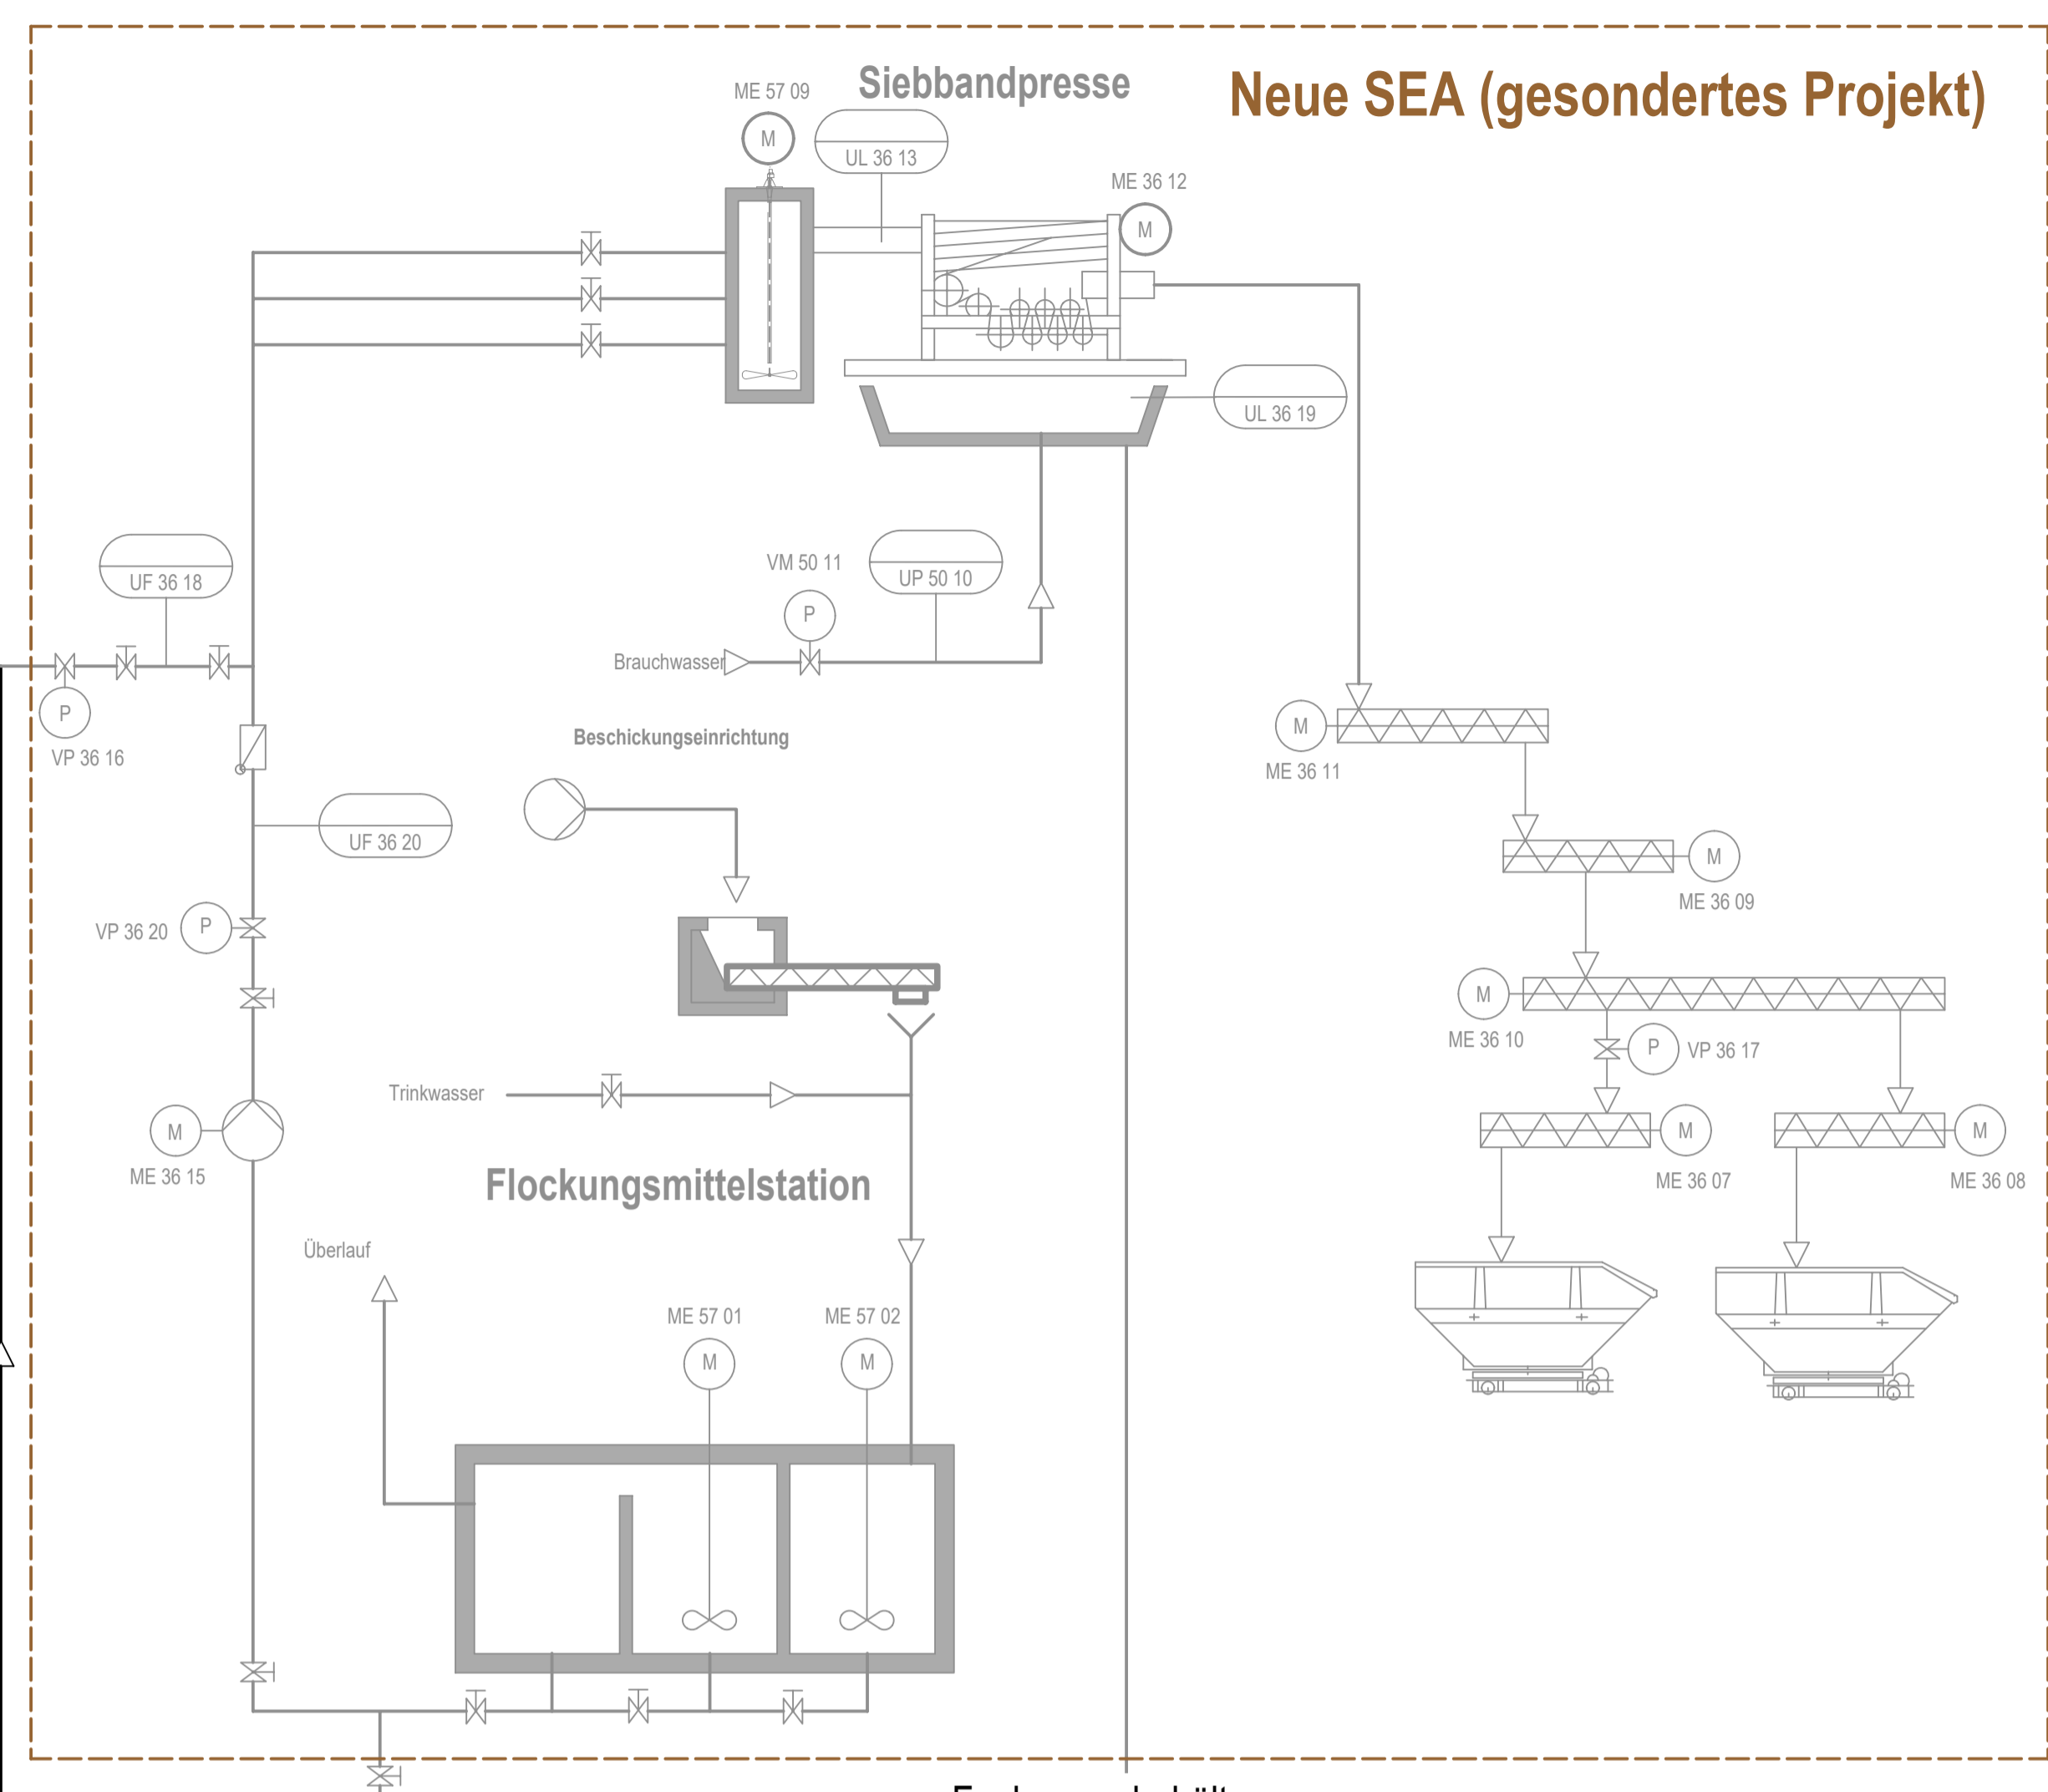 Neue SEA (gesondertes Projekt)
Siebbandpresse
ME 57 09
M
UL 36 13
ME 36 12
M
UL 36 19
UF 36 18
VM 50 11
P
UP 50 10
Brauchwasser
P
VP 36 16
Beschickungseinrichtung
M
ME 36 11
UF 36 20
M
ME 36 09
VP 36 20
P
M
ME 36 10
P
VP 36 17
Trinkwasser
M
ME 36 15
M
ME 36 07
M
ME 36 08
Flockungsmittelstation
Überlauf
ME 57 01
M
ME 57 02
M